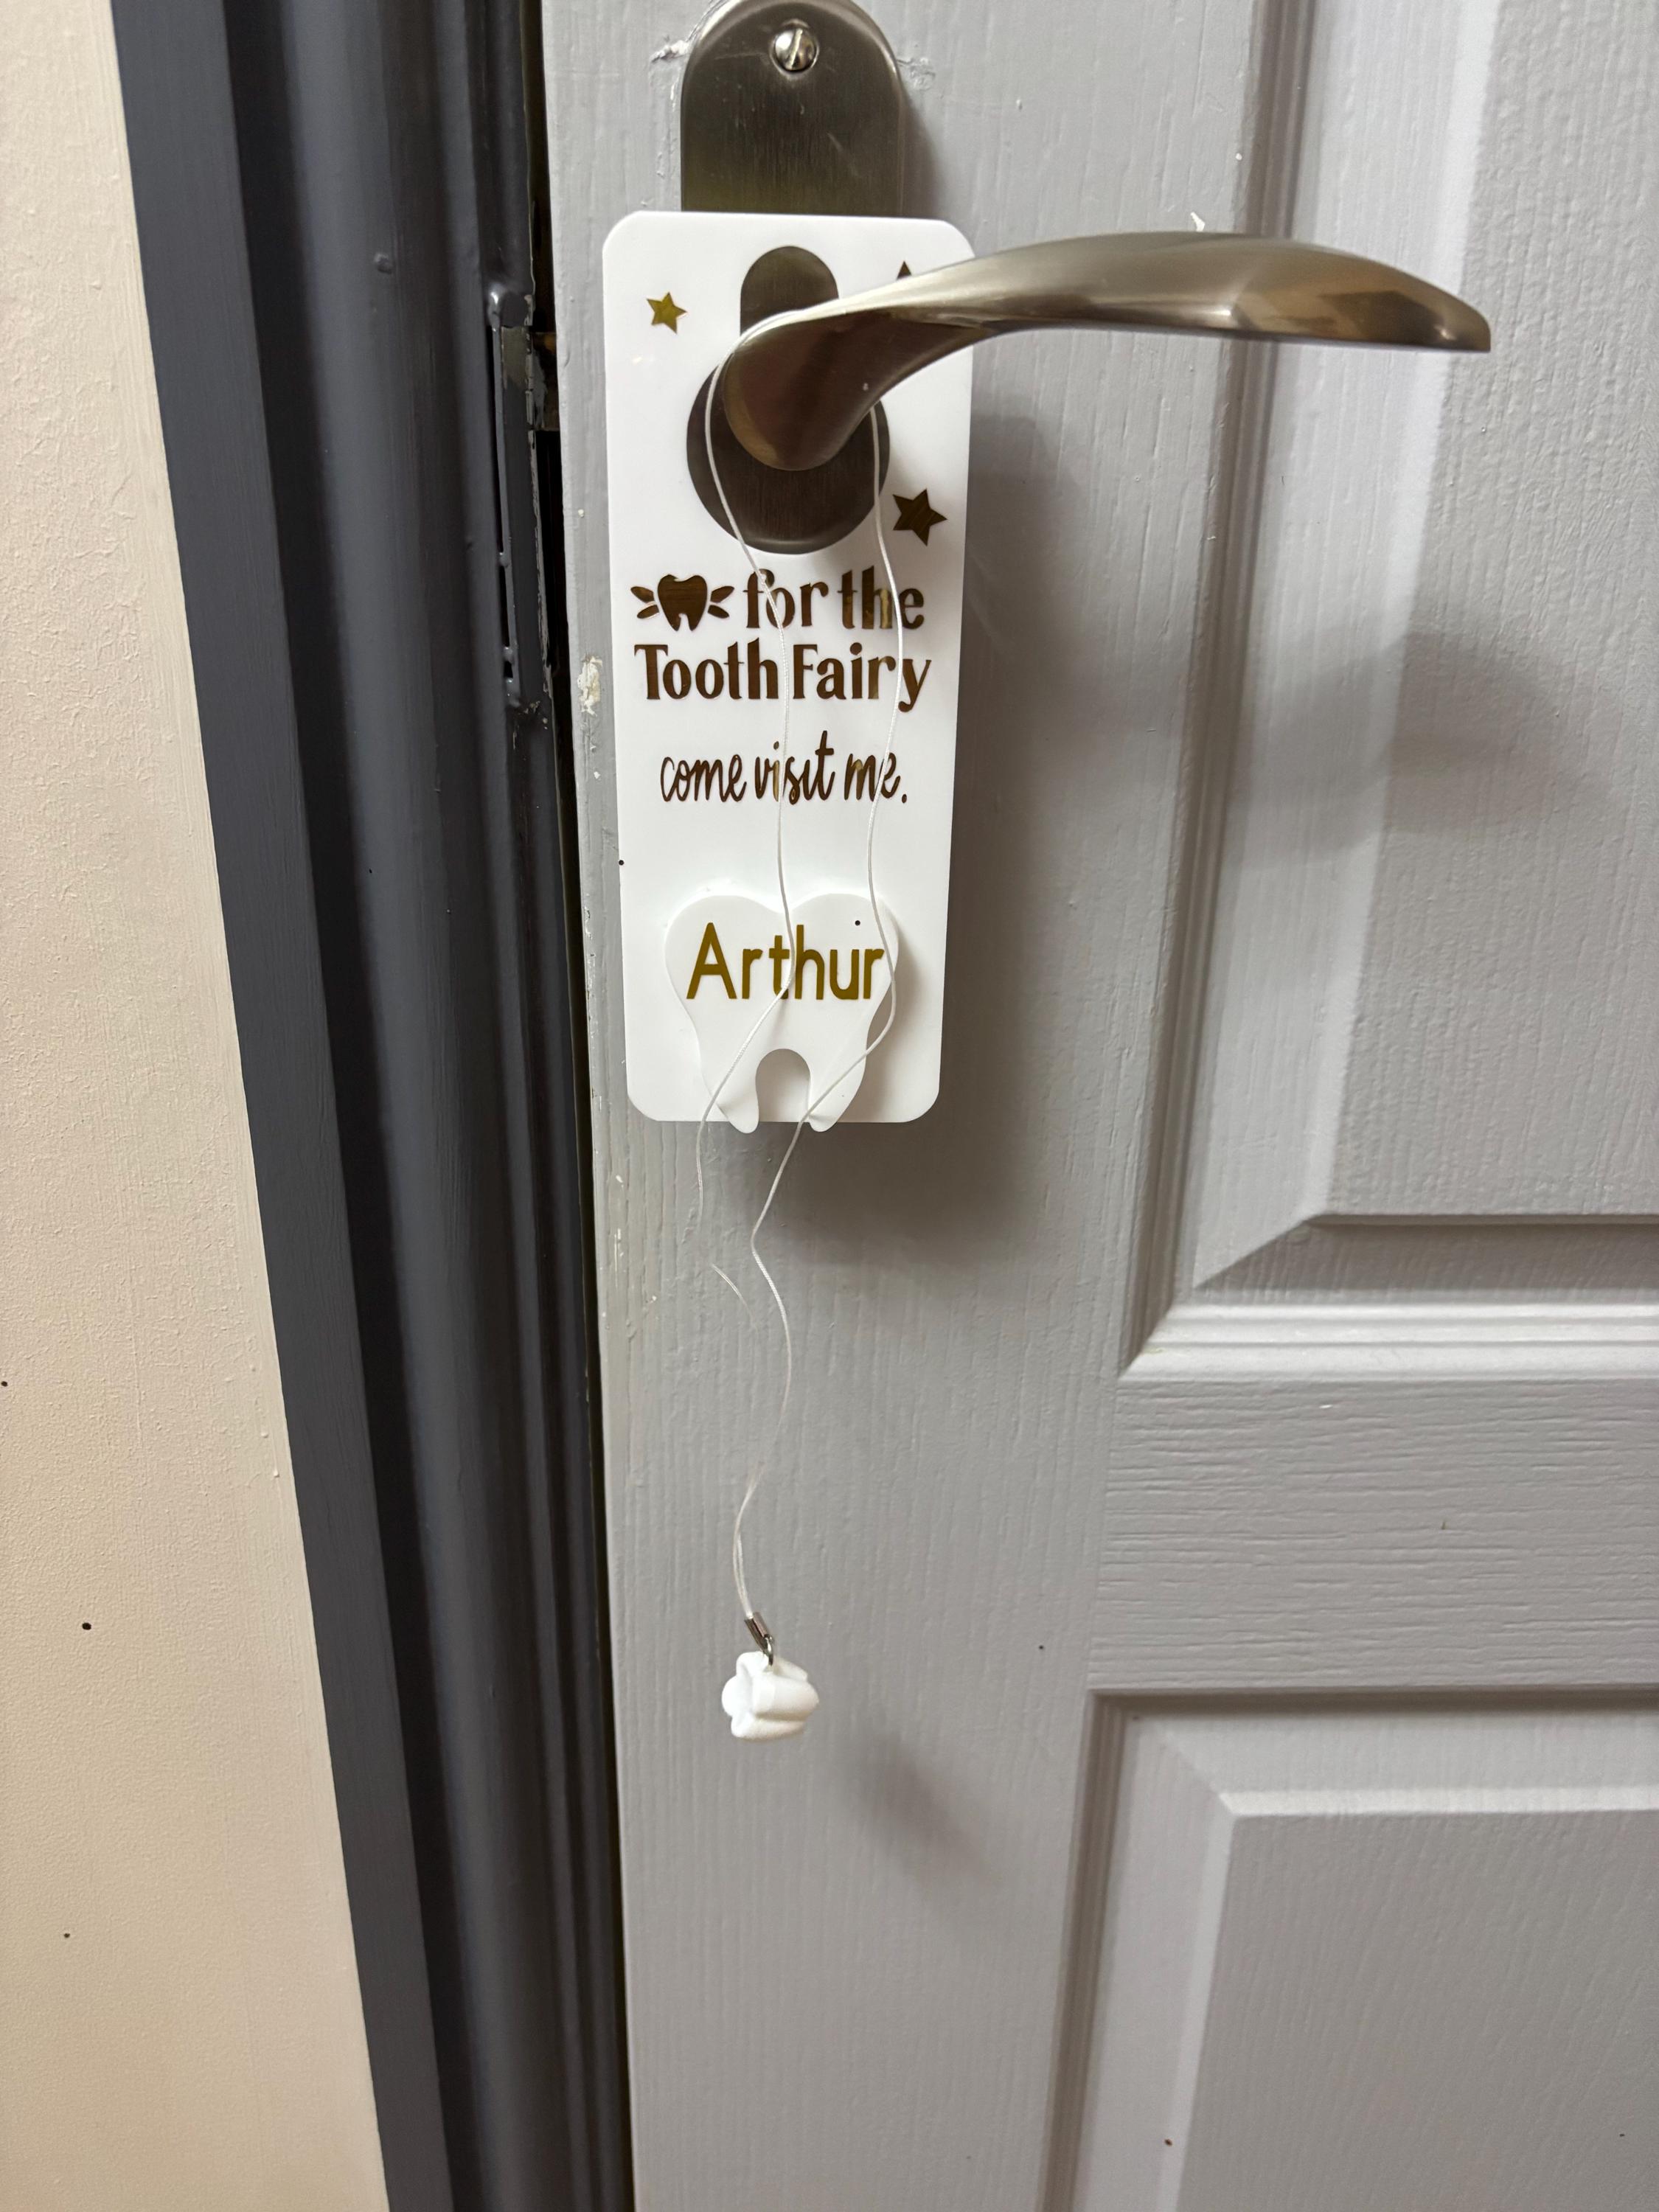 for the
Tooth Fairy
come visit me.
Arthur